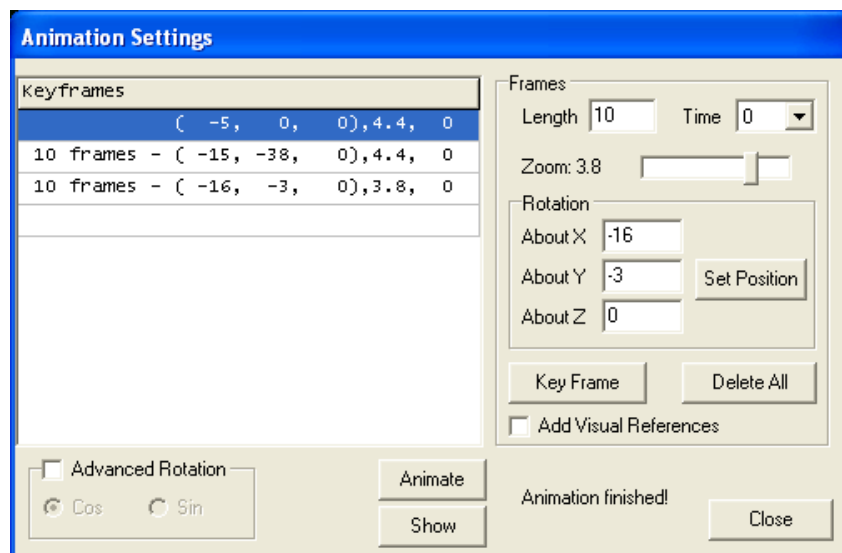 Animation Settings
Keyframes
( -5, 0, 0),4.4, 0
10 frames - ( -15, -38, 0),4.4, 0
10 frames - ( -16, -3, 0),3.8, 0
Frames
Length 10 Time 0
Zoom: 3.8
Rotation
About X -16
About Y -3 Set Position
About Z 0
Key Frame Delete All
Add Visual References
Advanced Rotation
Cos Sin
Animate
Show
Animation finished!
Close